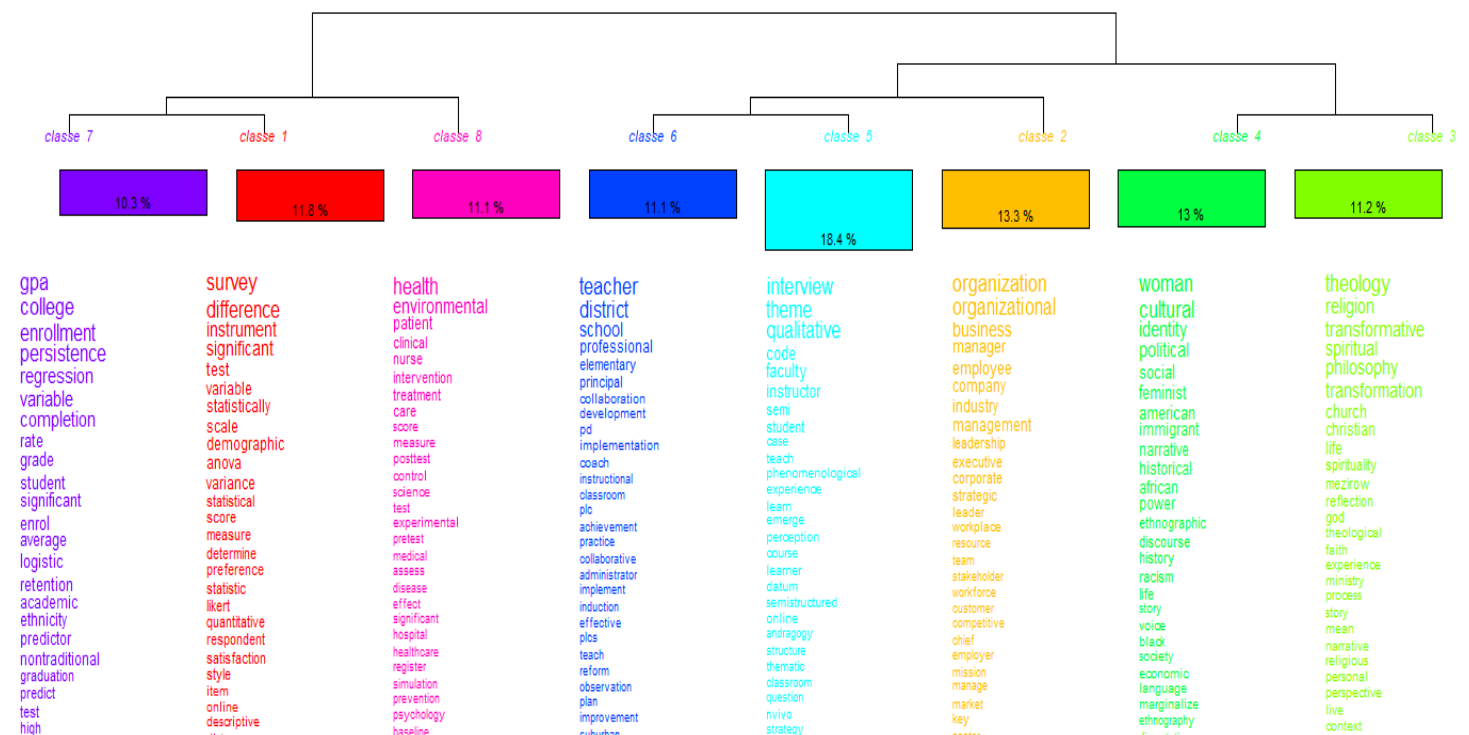 classe 7
classe 1
classe 8
classe 6
classe 5
classe 2
classe 4
classe 3
10.3 %
11.8 %
11.1 %
11.1 %
18.4 %
13.3 %
13 %
11.2 %
gpa
college
enrollment
persistence
regression
variable
completion
rate
grade
student
significant
enrol
average
logistic
retention
academic
ethnicity
predictor
nontraditional
graduation
predict
test
high
survey
difference
instrument
significant
test
variable
statistically
scale
demographic
anova
variance
statistical
score
measure
determine
preference
statistic
likert
quantitative
respondent
satisfaction
style
item
online
descriptive
health
environmental
patient
clinical
nurse
intervention
treatment
care
score
measure
posttest
control
science
test
experimental
pretest
medical
assess
disease
effect
significant
hospital
healthcare
register
simulation
prevention
psychology
baseline
teacher
district
school
professional
elementary
principal
collaboration
development
pd
implementation
coach
instructional
classroom
plc
achievement
practice
collaborative
administrator
implement
induction
effective
plcs
teach
reform
observation
plan
improvement
suburban
interview
theme
qualitative
code
faculty
instructor
semi
student
case
teach
phenomenological
experience
learn
emerge
perception
course
learner
datum
semistructured
online
andragogy
structure
thematic
classroom
question
nvivo
strategy
organization
organizational
business
manager
employee
company
industry
management
leadership
executive
corporate
strategic
leader
workplace
resource
team
stakeholder
workforce
customer
competitive
chief
employer
mission
manage
market
key
woman
cultural
identity
political
social
feminist
american
immigrant
narrative
historical
african
power
ethnographic
discourse
history
racism
life
story
voice
black
society
economic
language
marginalize
ethnography
theology
religion
transformative
spiritual
philosophy
transformation
church
christian
life
spirituality
mezirow
reflection
god
theological
faith
experience
ministry
process
story
mean
narrative
religious
personal
perspective
live
context